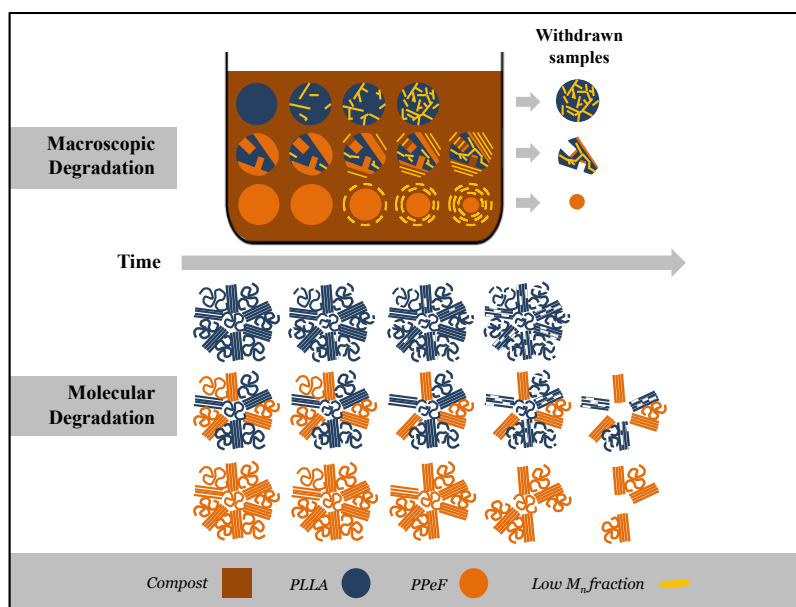 Withdrawn
samples
Macroscopic
Degradation
Time
Molecular
Degradation
Compost PLLA PPeF Low Mn fraction